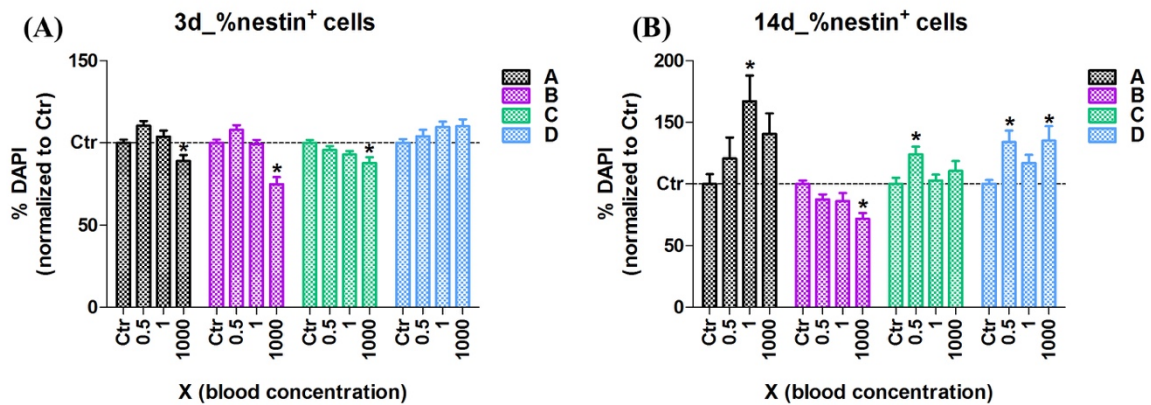 (A)
3d_%nestin⁺ cells
% DAPI
(normalized to Ctr)
150
Ctr
50
0
Ctr
0.5
1
1000
*
Ctr
0.5
1
1000
*
Ctr
0.5
1
1000
*
Ctr
0.5
1
1000
X (blood concentration)
A
B
C
D
(B)
14d_%nestin⁺ cells
% DAPI
(normalized to Ctr)
200
150
Ctr
50
0
Ctr
0.5
1
1000
*
Ctr
0.5
1
1000
*
Ctr
0.5
1
1000
*
Ctr
0.5
1
1000
*
*
X (blood concentration)
A
B
C
D